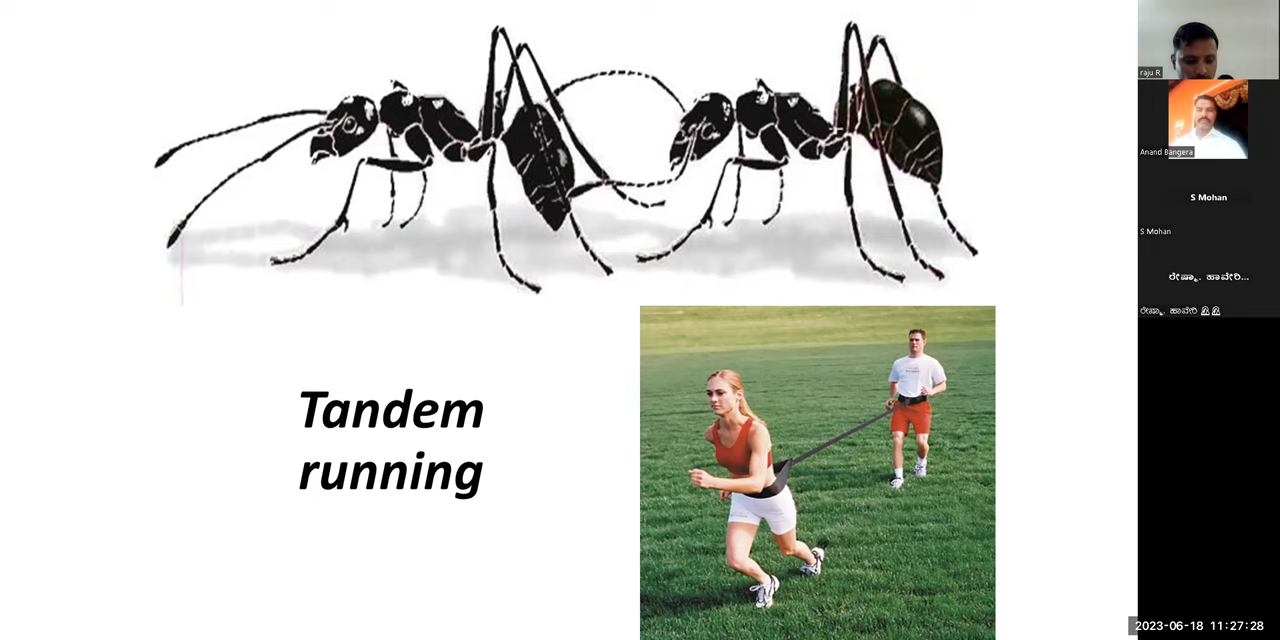 Tandem
running
raju R
Anand Bangera
S Mohan
S Mohan
ರೇಷ್ಮಾ. ಹಾವೇರಿ...
ರೇಷ್ಮಾ. ಹಾವೇರಿ
2023-06-18 11:27:28